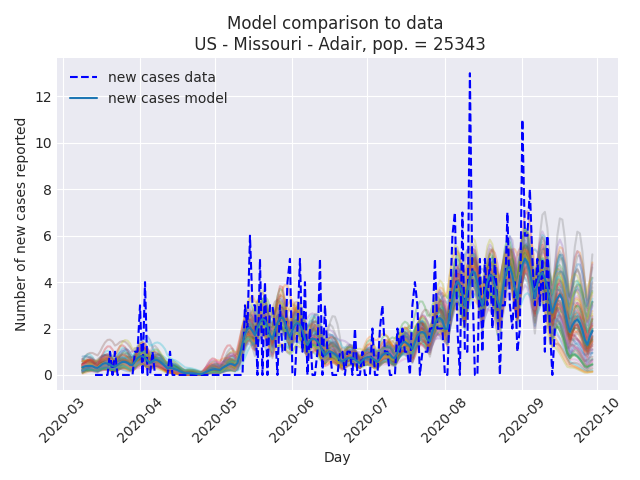 Model comparison to data
US - Missouri - Adair, pop. = 25343
new cases data
new cases model
Number of new cases reported
12
10
8
6
4
2
0
2020-03
2020-04
2020-05
2020-06
2020-07
2020-08
2020-09
2020-10
Day